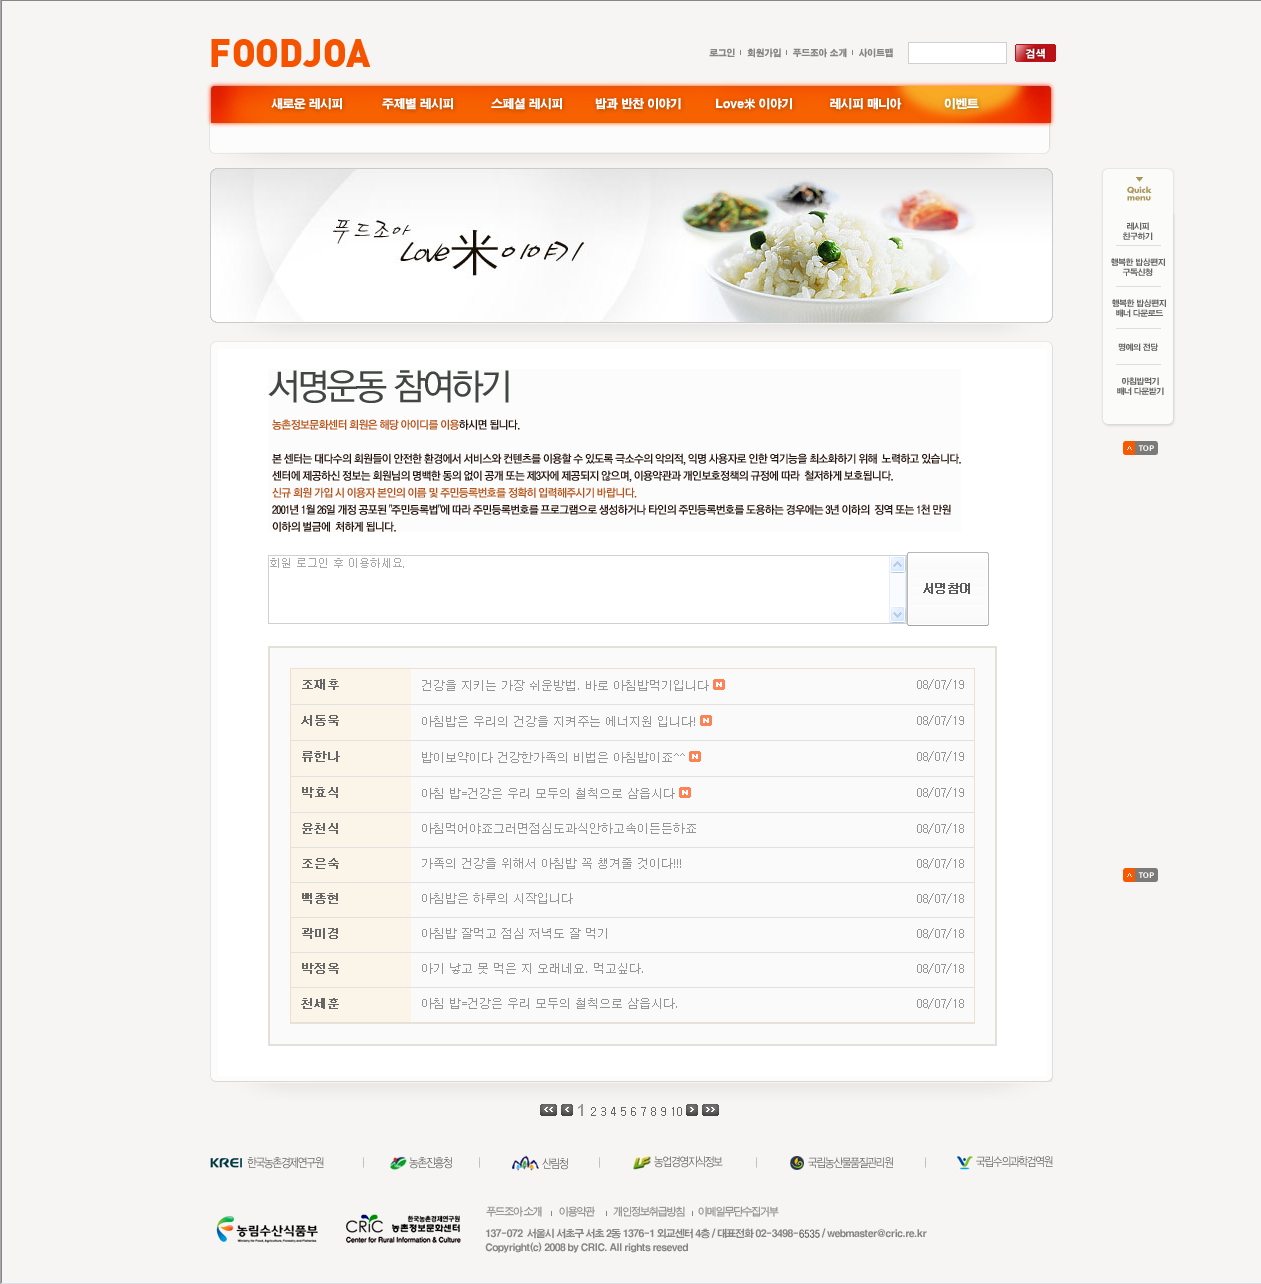 FOODJOA
로그인 회원가입 푸드조아 소개 사이트맵 검색
새로운 레시피 주제별 레시피 스페셜 레시피 밥과 반찬 이야기 Love米 이야기 레시피 매니아 이벤트
푸드조아
Love米이야기
Quick
menu
레시피
친구하기
행복한 밥상편지
구독신청
행복한 밥상편지
배너 다운로드
명예의 전당
아침밥먹기
배너 다운받기
TOP
서명운동 참여하기
농촌정보문화센터 회원은 해당 아이디를 이용하시면 됩니다.
본 센터는 대다수의 회원들이 안전한 환경에서 서비스와 컨텐츠를 이용할 수 있도록 극소수의 악의적, 익명 사용자로 인한 역기능을 최소화하기 위해 노력하고 있습니다.
센터에 제공하신 정보는 회원님의 명백한 동의 없이 공개 또는 제3자에 제공되지 않으며, 이용약관과 개인보호정책의 규정에 따라 철저하게 보호됩니다.
신규 회원 가입 시 이용자 본인의 이름 및 주민등록번호를 정확히 입력해주시기 바랍니다.
2001년 1월 26일 개정 공포된 "주민등록법"에 따라 주민등록번호를 프로그램으로 생성하거나 타인의 주민등록번호를 도용하는 경우에는 3년 이하의 징역 또는 1천 만원
이하의 벌금에 처하게 됩니다.
회원 로그인 후 이용하세요.
서명참여
조재후 건강을 지키는 가장 쉬운방법. 바로 아침밥먹기입니다 N 08/07/19
서동욱 아침밥은 우리의 건강을 지켜주는 에너지원 입니다! N 08/07/19
류한나 밥이보약이다 건강한가족의 비법은 아침밥이죠^^ N 08/07/19
박효식 아침 밥=건강은 우리 모두의 철칙으로 삼읍시다 N 08/07/19
윤천식 아침먹어야죠그러면점심도과식안하고속이든든하죠 08/07/18
조은숙 가족의 건강을 위해서 아침밥 꼭 챙겨줄 것이다!!! 08/07/18
백종현 아침밥은 하루의 시작입니다 08/07/18
곽미경 아침밥 잘먹고 점심 저녁도 잘 먹기 08/07/18
박정옥 아기 낳고 못 먹은 지 오래네요. 먹고싶다. 08/07/18
천세훈 아침 밥=건강은 우리 모두의 철칙으로 삼읍시다. 08/07/18
TOP
1 2 3 4 5 6 7 8 9 10
KREI 한국농촌경제연구원 농촌진흥청 산림청 농업경영지식정보 국립농산물품질관리원 국립수의과학검역원
농림수산식품부
Ministry for Food, Agriculture, Forestry and Fisheries
CRIC 한국농촌경제연구원
농촌정보문화센터
Center for Rural Information & Culture
푸드조아 소개 이용약관 개인정보취급방침 이메일무단수집거부
137-072 서울시 서초구 서초 2동 1376-1 외교센터 4층 / 대표전화 02-3498-6535 / webmaster@cric.re.kr
Copyright(c) 2008 by CRIC. All rights reseved